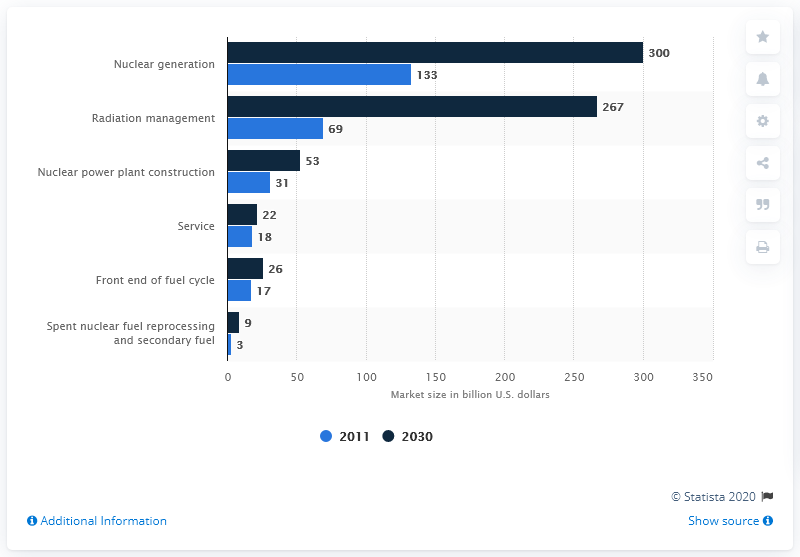 Nuclear generation
300
133
Radiation management
267
69
Nuclear power plant construction
53
31
Service
22
18
Front end of fuel cycle
26
17
Spent nuclear fuel reprocessing
and secondary fuel
9
3
0 50 100 150 200 250 300 350
Market size in billion U.S. dollars
2011 2030
© Statista 2020
Additional Information
Show source